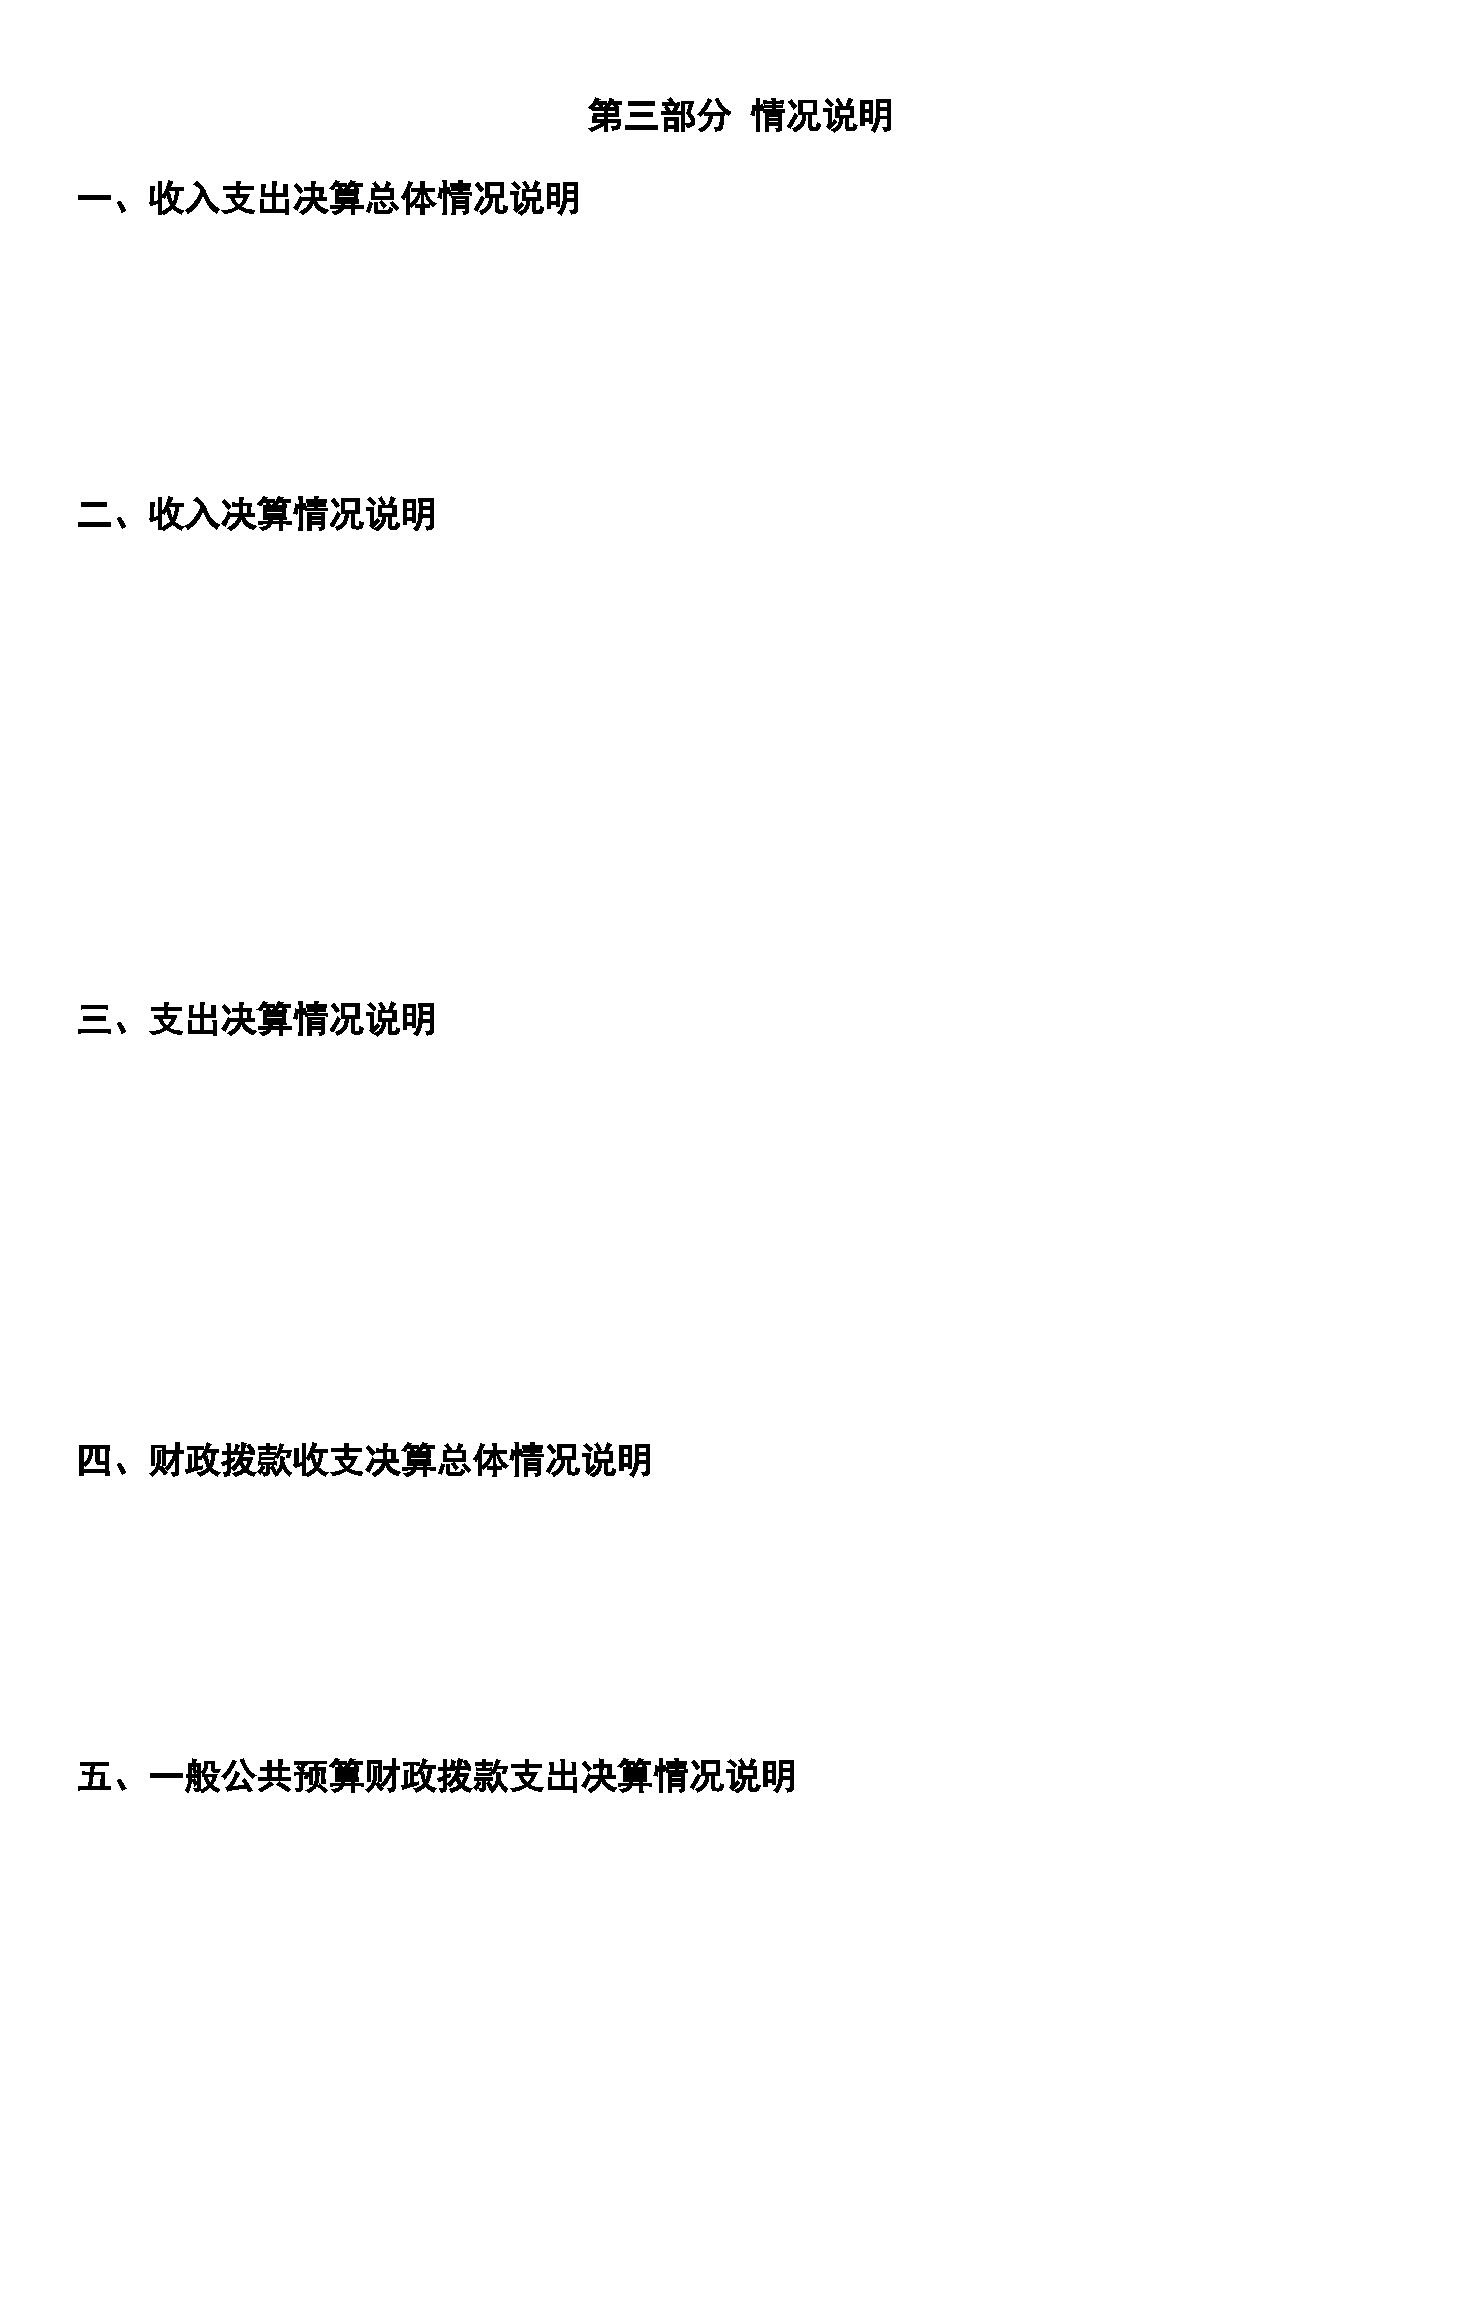 第三部分 情况说明
一、收入支出决算总体情况说明
二、收入决算情况说明
三、支出决算情况说明
四、财政拨款收支决算总体情况说明
五、一般公共预算财政拨款支出决算情况说明